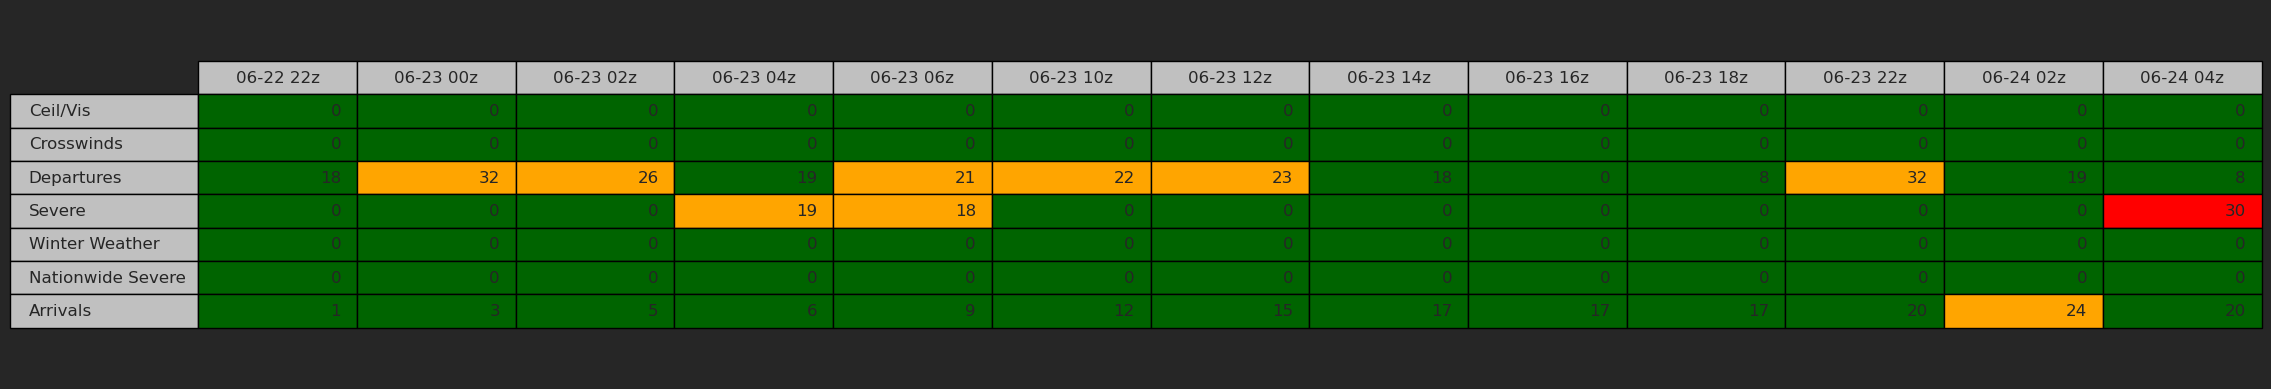 06-22 22z 06-23 00z 06-23 02z 06-23 04z 06-23 06z 06-23 10z 06-23 12z 06-23 14z 06-23 16z 06-23 18z 06-23 22z 06-24 02z 06-24 04z
Ceil/Vis 0 0 0 0 0 0 0 0 0 0 0 0 0
Crosswinds 0 0 0 0 0 0 0 0 0 0 0 0 0
Departures 18 32 26 19 21 22 23 18 0 8 32 19 8
Severe 0 0 0 19 18 0 0 0 0 0 0 0 30
Winter Weather 0 0 0 0 0 0 0 0 0 0 0 0 0
Nationwide Severe 0 0 0 0 0 0 0 0 0 0 0 0 0
Arrivals 1 3 5 6 9 12 15 17 17 17 20 24 20